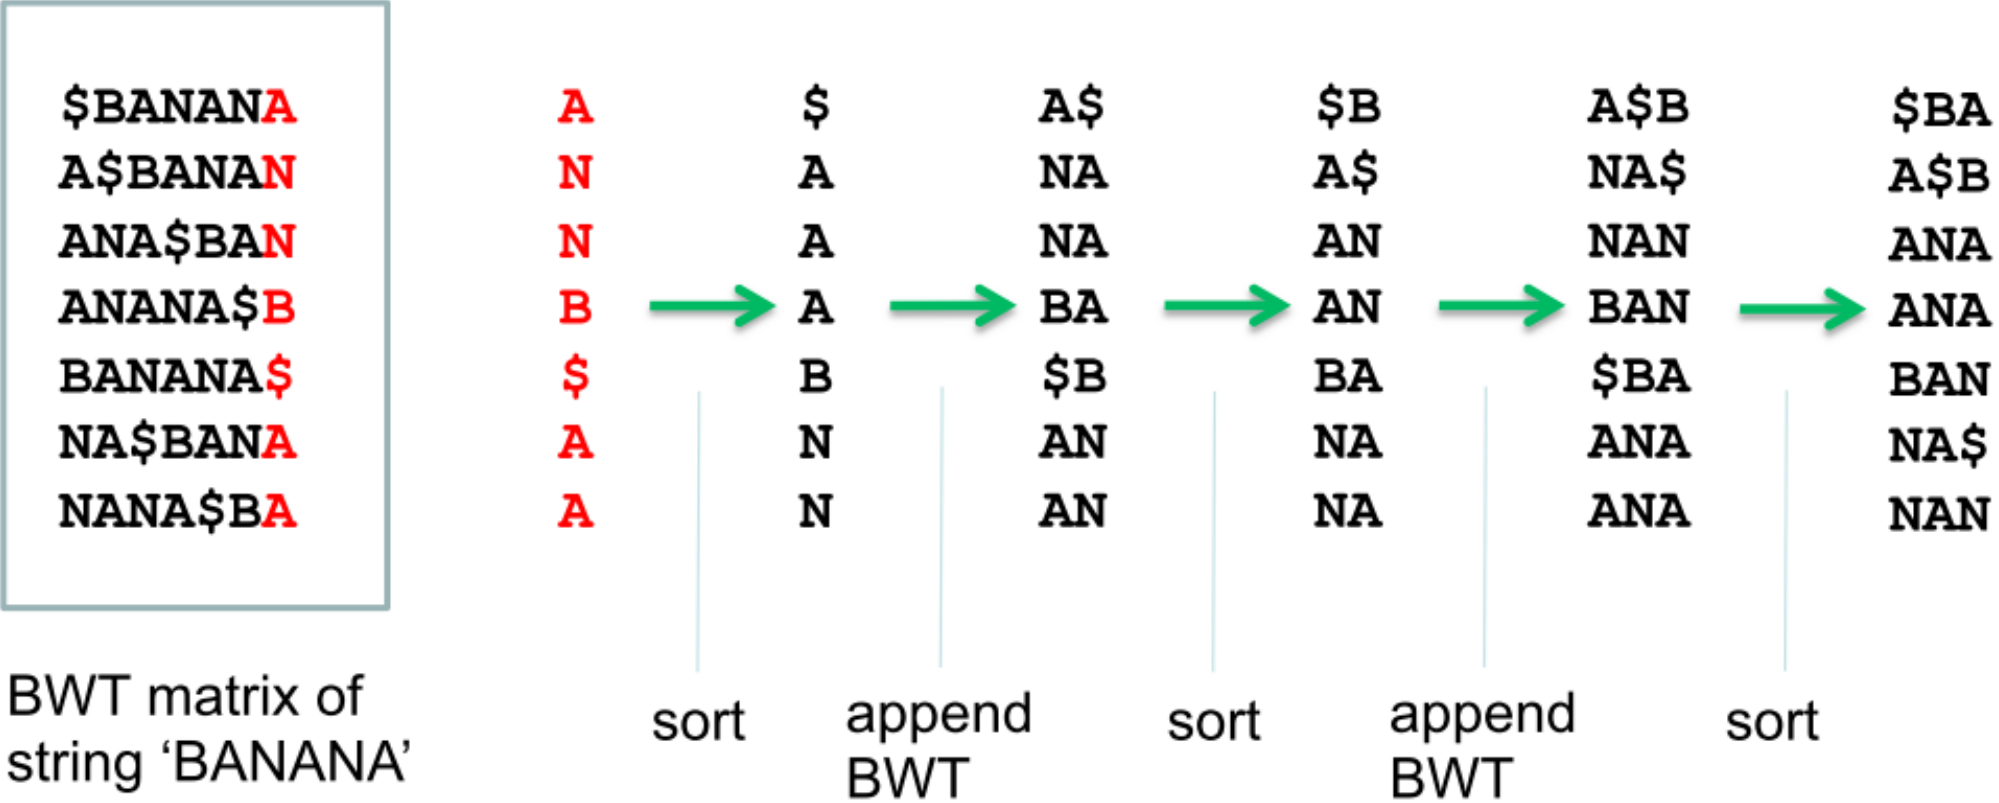 $BANANA A $ A$ $B A$B $BA
A$BANAN N A NA A$ NA$ A$B
ANA$BAN N A NA AN NAN ANA
ANANA$B B A BA AN BAN ANA
BANANA$ $ B $B BA $BA BAN
NA$BANA A N AN NA ANA NA$
NANA$BA A N AN NA ANA NAN
BWT matrix of
string ‘BANANA’
sort
append
BWT
sort
append
BWT
sort